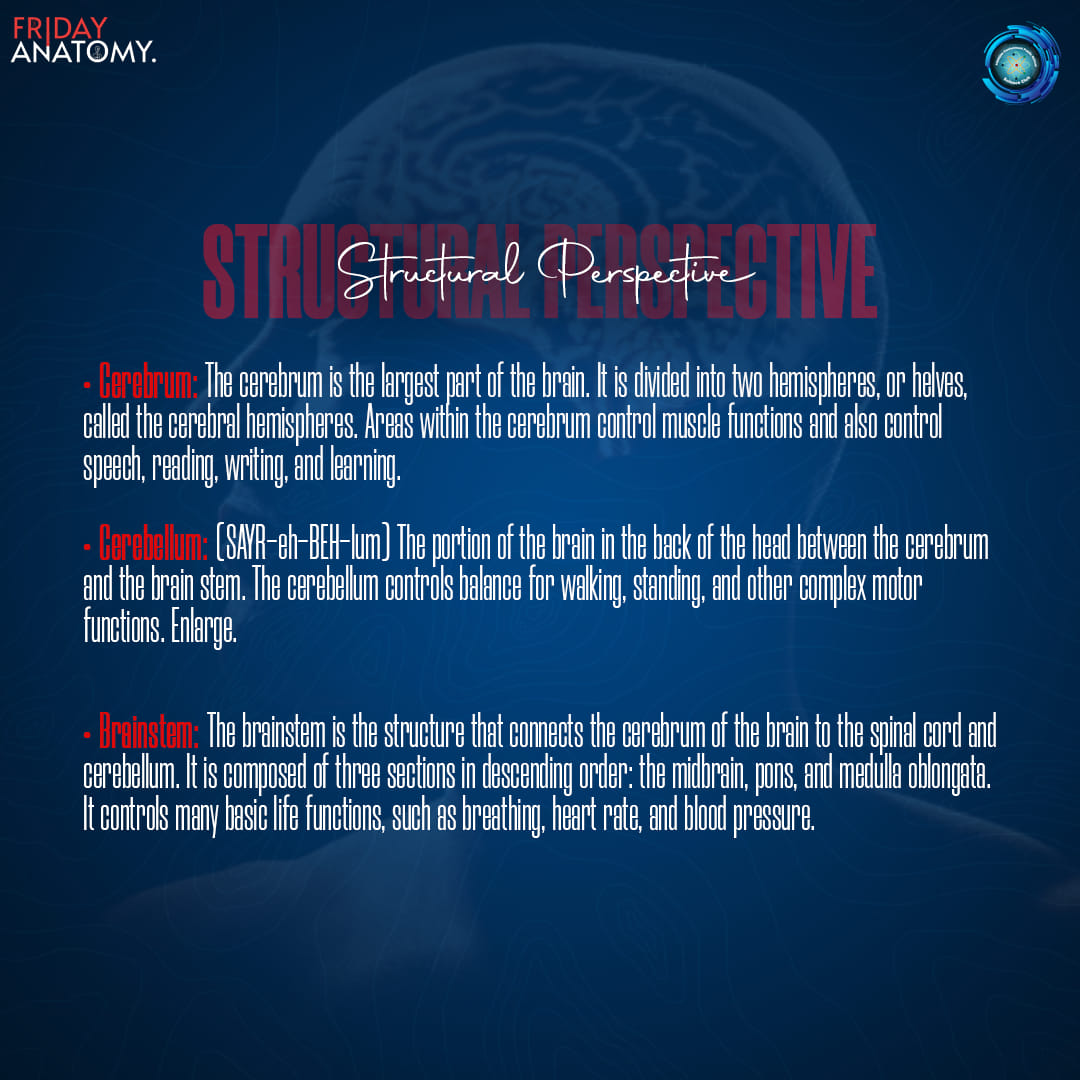 FRIDAY
ANATOMY.
STRUCTURAL PERSPECTIVE
Structural Perspective
• Cerebrum: The cerebrum is the largest part of the brain. It is divided into two hemispheres, or helves,
called the cerebral hemispheres. Areas within the cerebrum control muscle functions and also control
speech, reading, writing, and learning.
• Cerebellum: (SAYR-eh-BEH-lum) The portion of the brain in the back of the head between the cerebrum
and the brain stem. The cerebellum controls balance for walking, standing, and other complex motor
functions. Enlarge.
• Brainstem: The brainstem is the structure that connects the cerebrum of the brain to the spinal cord and
cerebellum. It is composed of three sections in descending order: the midbrain, pons, and medulla oblongata.
It controls many basic life functions, such as breathing, heart rate, and blood pressure.